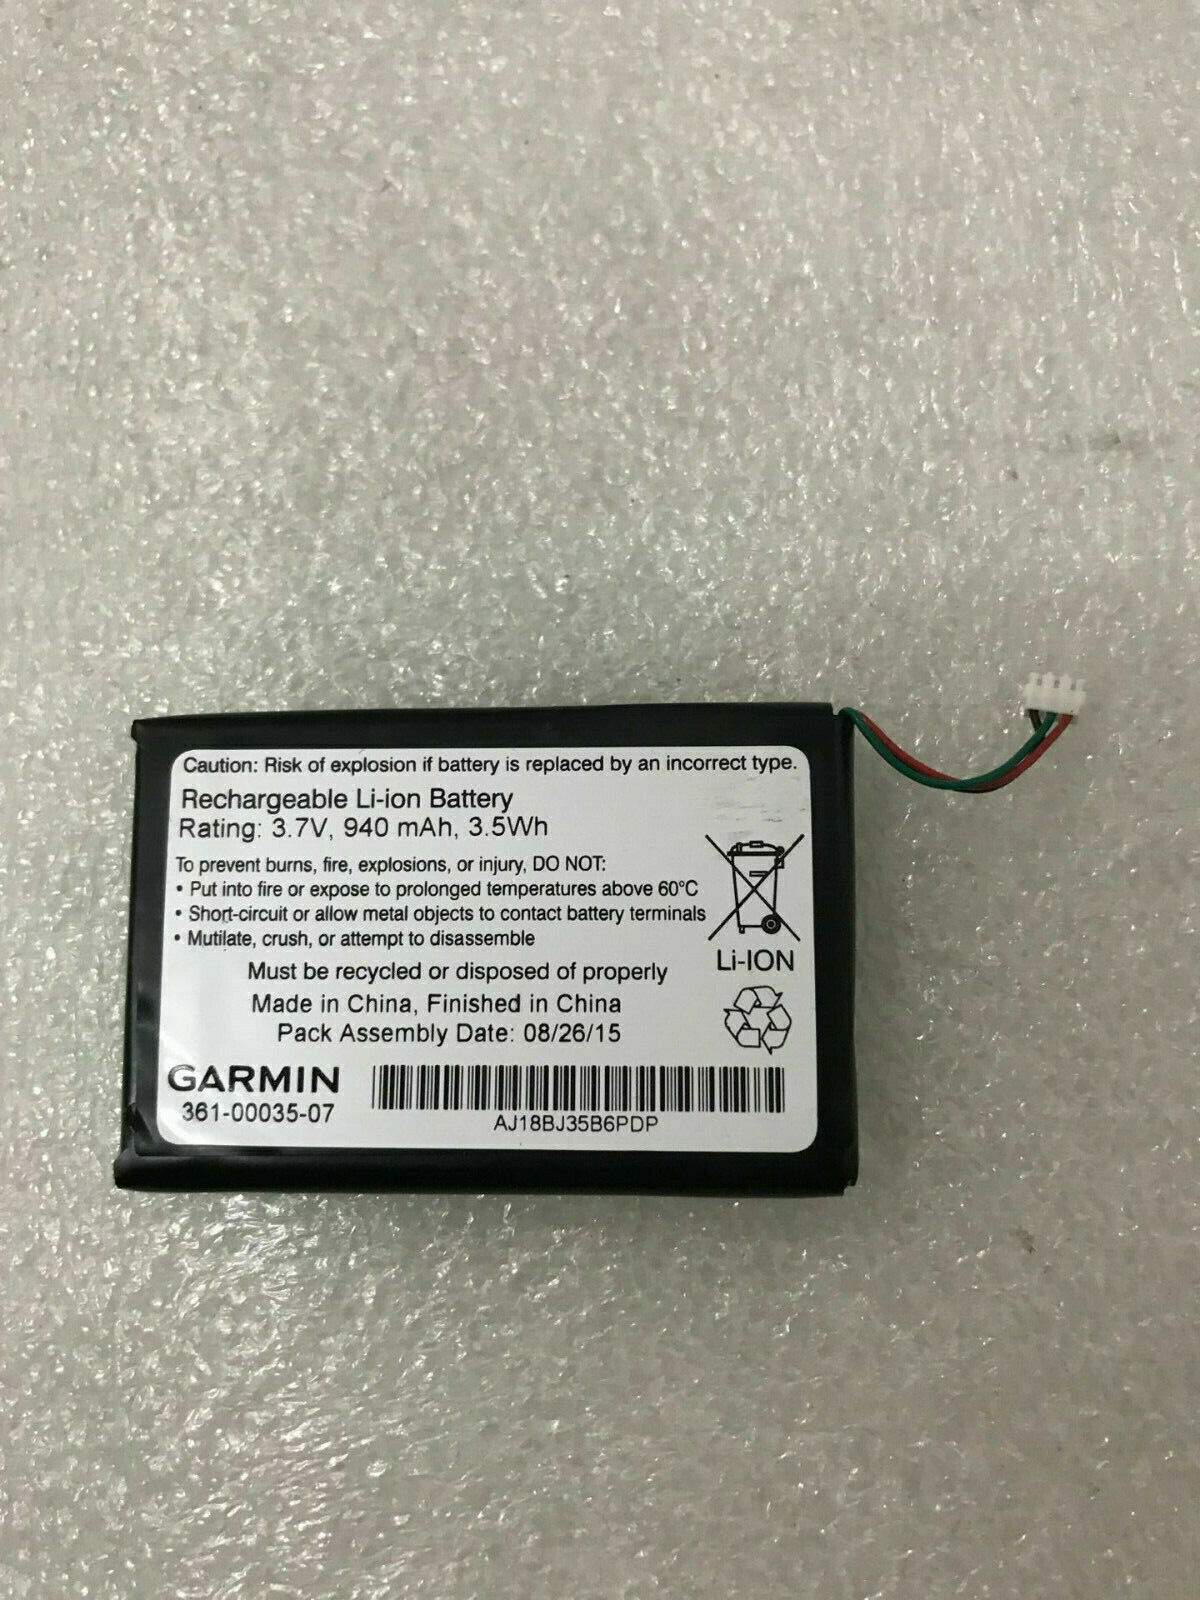 Caution: Risk of explosion if battery is replaced by an incorrect type.
Rechargeable Li-ion Battery
Rating: 3.7V, 940 mAh, 3.5Wh
To prevent burns, fire, explosions, or injury, DO NOT:
• Put into fire or expose to prolonged temperatures above 60°C
• Short-circuit or allow metal objects to contact battery terminals
• Mutilate, crush, or attempt to disassemble
Must be recycled or disposed of properly
Li-ION
Made in China, Finished in China
Pack Assembly Date: 08/26/15
GARMIN
361-00035-07
AJ18BJ35B6PDP